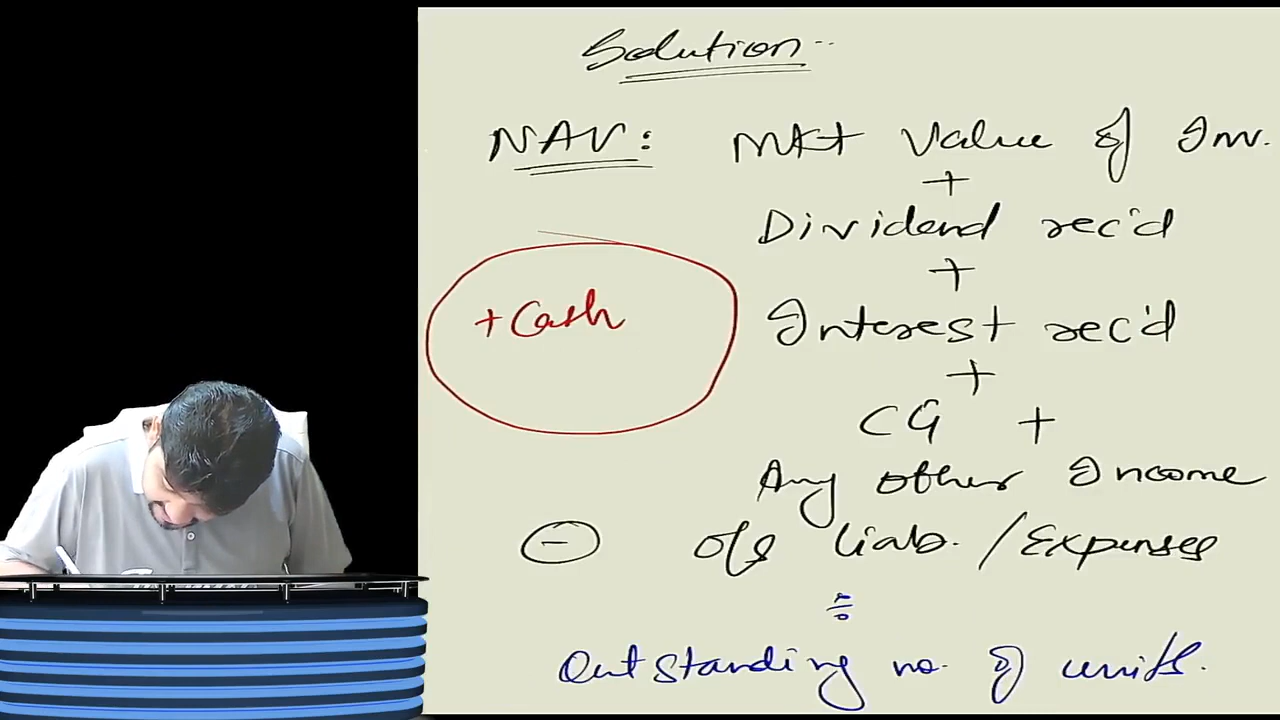 Solution..
NAV: Mkt Value of Inv.
+
Dividend rec'd
+
+ Cash
Interest rec'd
+
CG +
Any other Income
- o/s liab. / Expenses
÷
Outstanding no. of units.